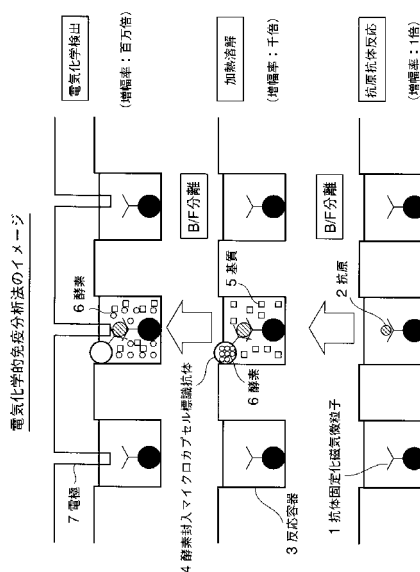 電気化学的免疫分析法のイメージ
抗原抗体反応
(増幅率：1倍)
1 抗体固定化磁気微粒子
2 抗原
B/F分離
加熱溶解
(増幅率：千倍)
3 反応容器
4 酵素封入マイクロカプセル標識抗体
6 酵素
5 基質
B/F分離
電気化学検出
(増幅率：百万倍)
7 電極
6 酵素